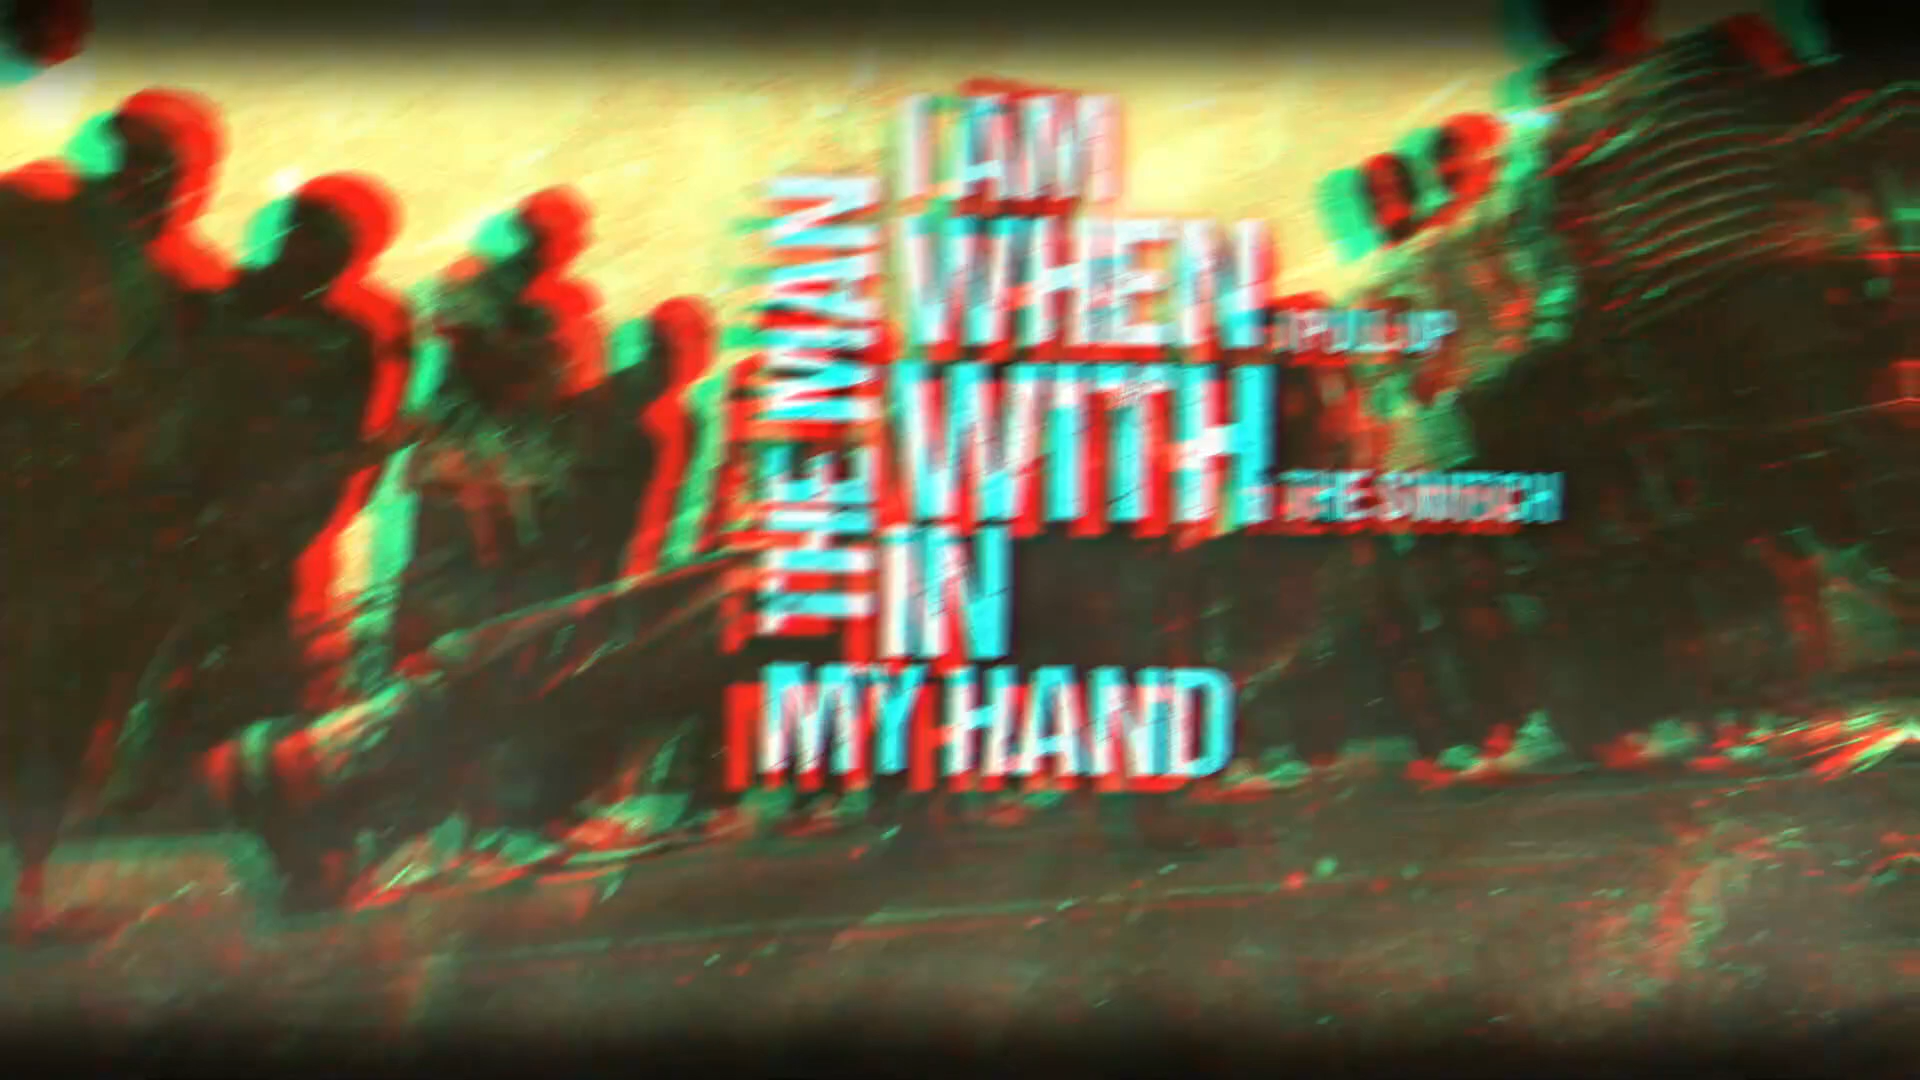 THE MAN
I AM
WHEN I PULL UP
WITH THE SWITCH
IN
MY HAND